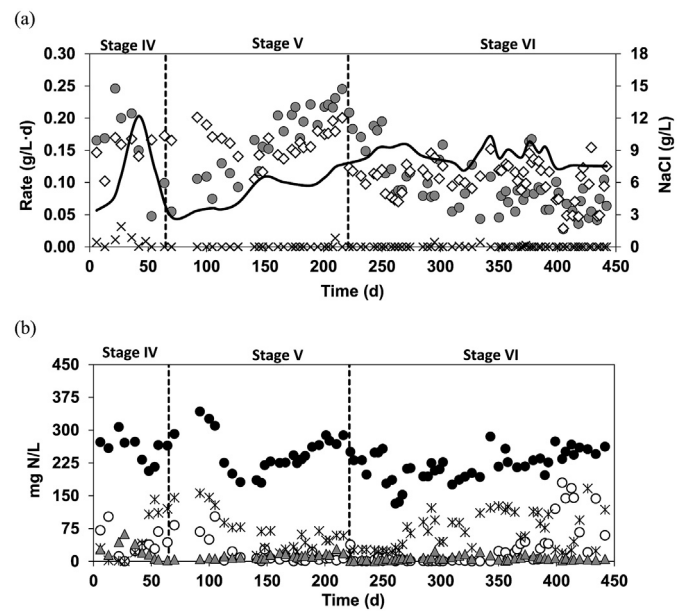 (a)
Stage IV Stage V Stage VI
0.30 18
0.25 15
0.20 12
0.15 9
0.10 6
0.05 3
0.00 0
Rate (g/L·d)
NaCl (g/L)
0 50 100 150 200 250 300 350 400 450
Time (d)
(b)
Stage IV Stage V Stage VI
450
375
300
225
150
75
0
mg N/L
0 50 100 150 200 250 300 350 400 450
Time (d)